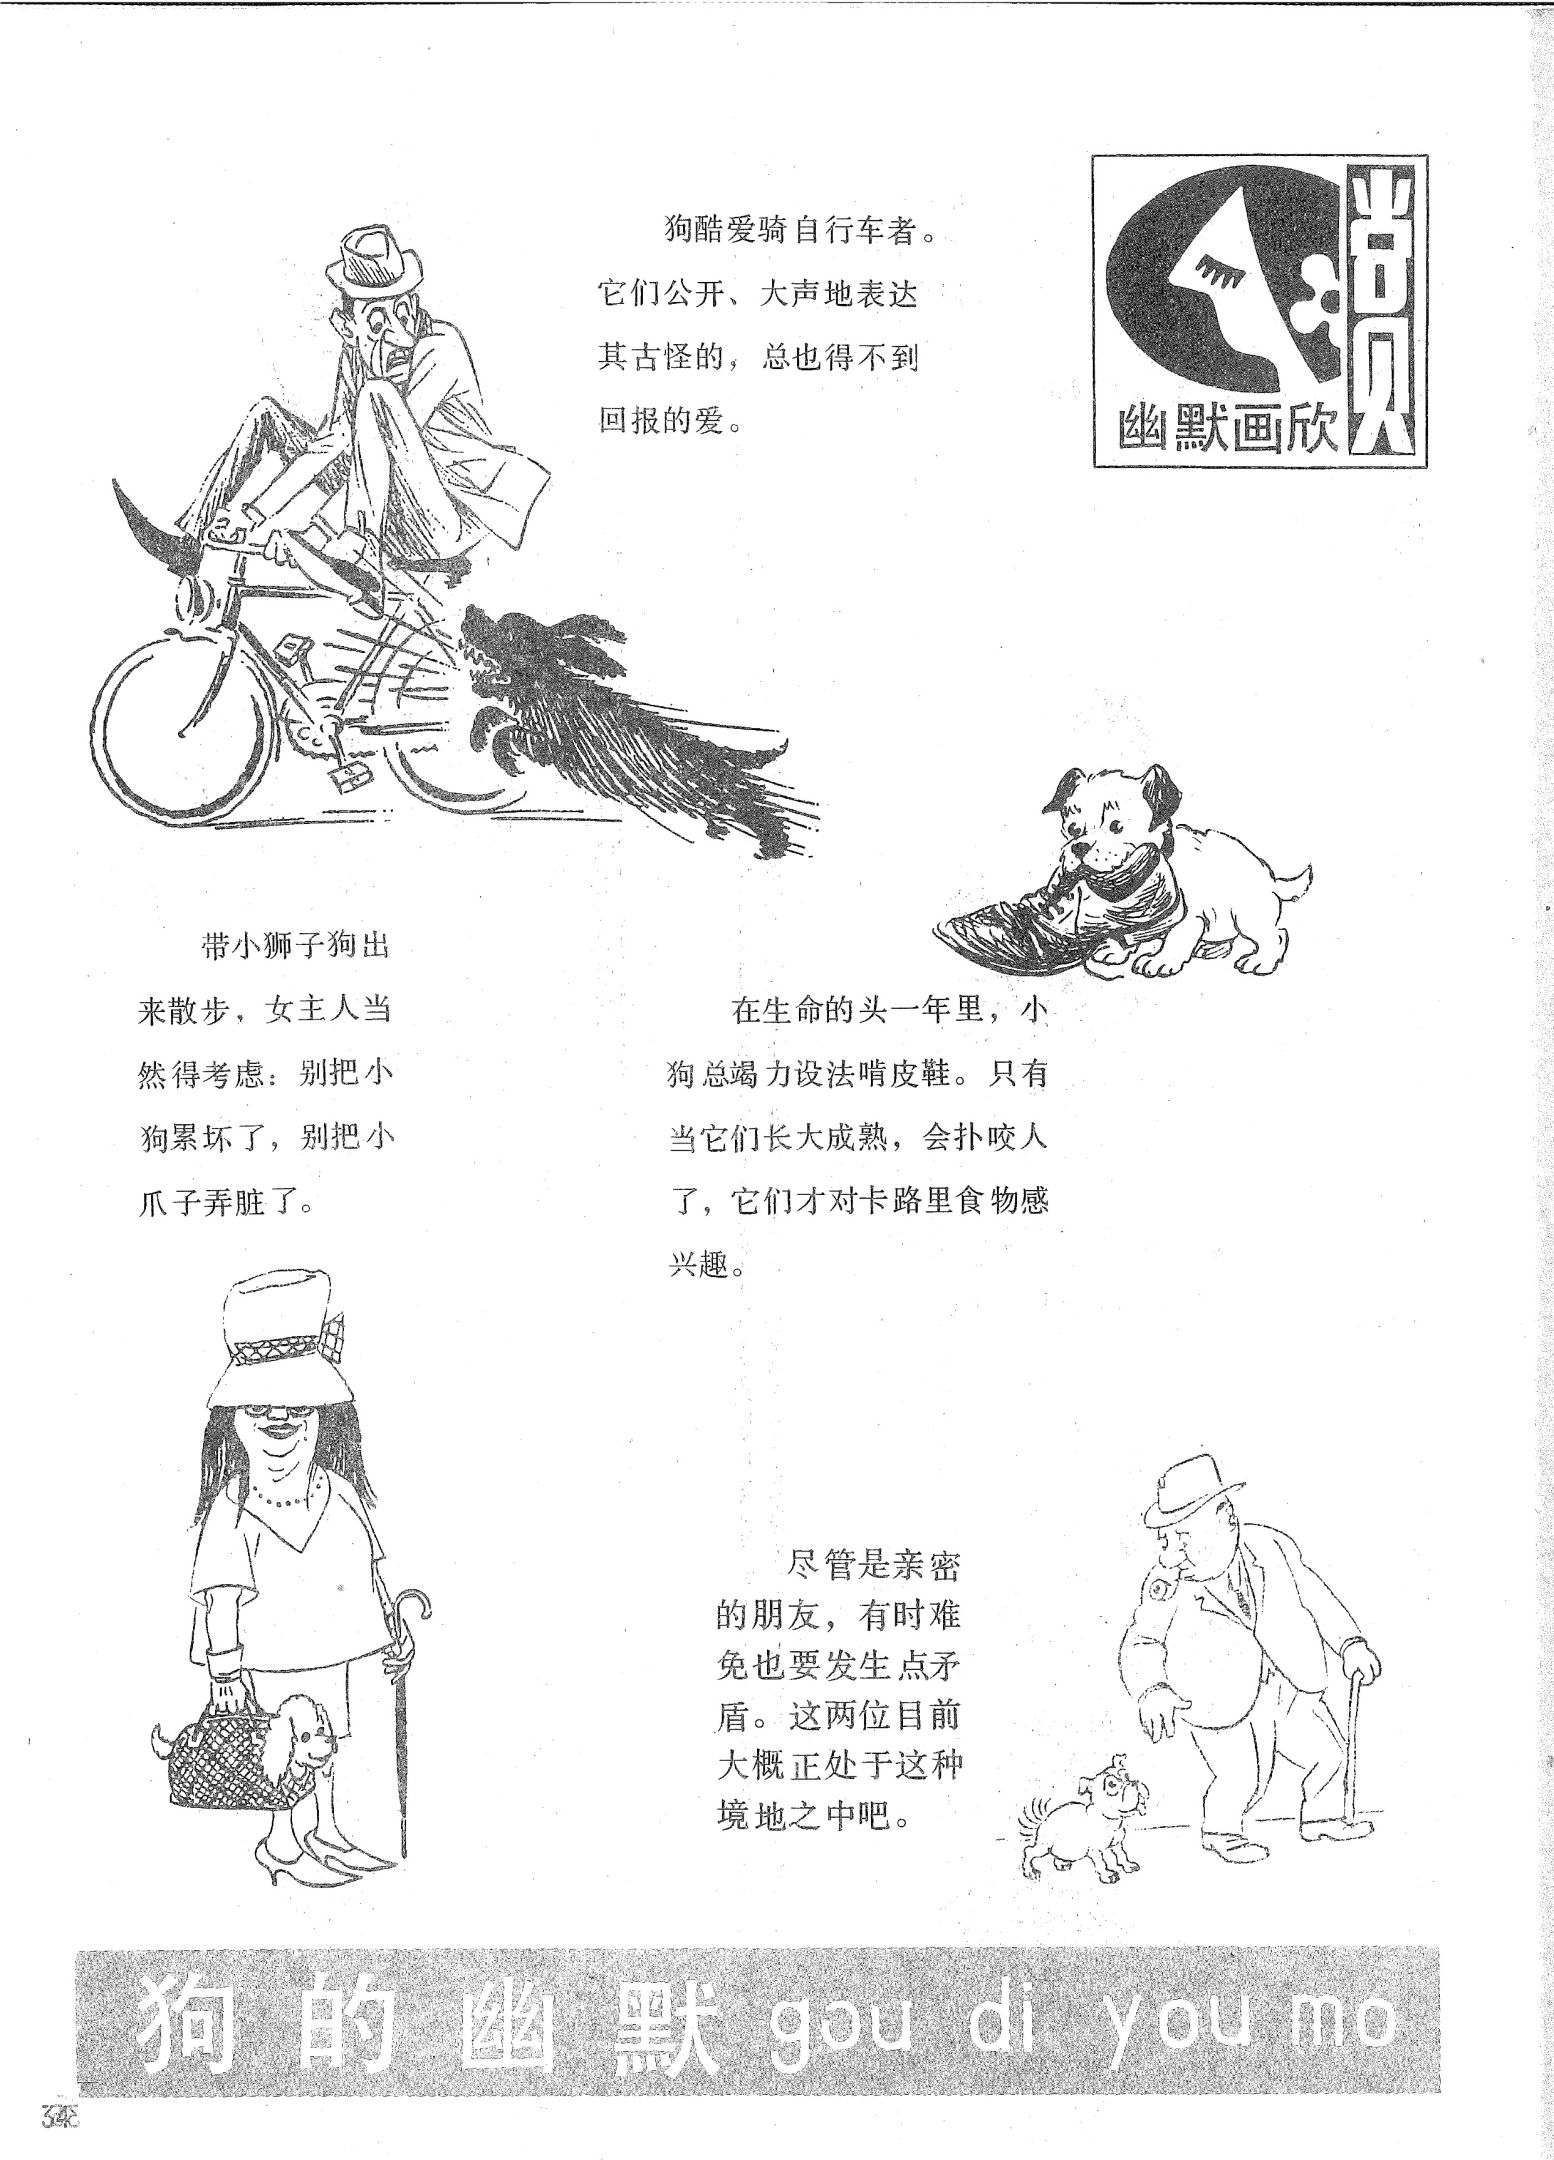 幽默画欣赏
狗酷爱骑自行车者。
它们公开、大声地表达
其古怪的，总也得不到
回报的爱。
带小狮子狗出
来散步，女主人当
然得考虑：别把小
狗累坏了，别把小
爪子弄脏了。
在生命的头一年里，小
狗总竭力设法啃皮鞋。只有
当它们长大成熟，会扑咬人
了，它们才对卡路里食物感
兴趣。
尽管是亲密
的朋友，有时难
免也要发生点矛
盾。这两位目前
大概正处于这种
境地之中吧。
狗的幽默 gou di you mo